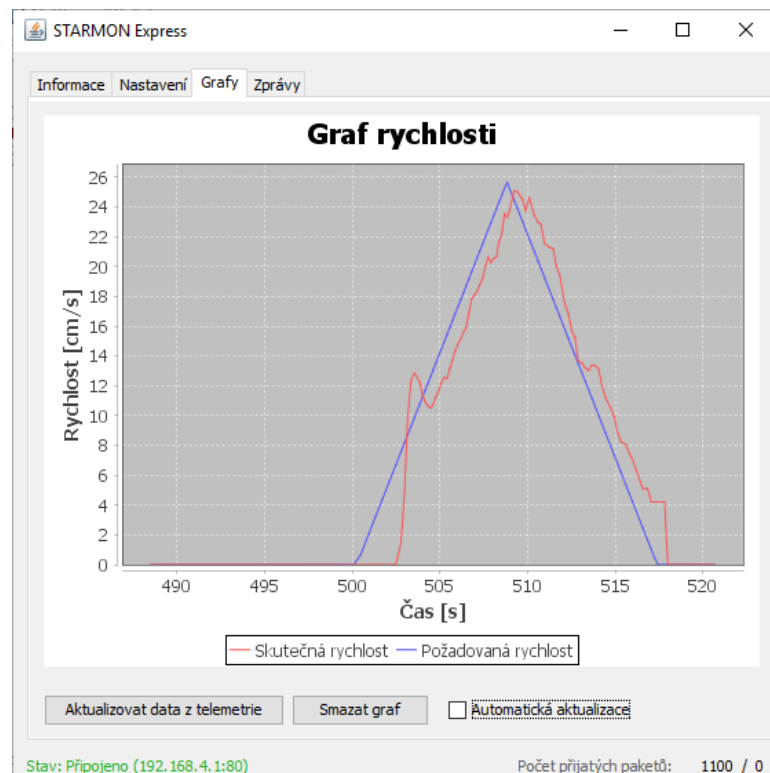 STARMON Express
Informace Nastavení Grafy Zprávy
Graf rychlosti
26
24
22
20
18
16
14
12
10
8
6
4
2
0
Rychlost [cm/s]
490 495 500 505 510 515 520
Čas [s]
Skutečná rychlost Požadovaná rychlost
Aktualizovat data z telemetrie Smazat graf Automatická aktualizace
Stav: Připojeno (192.168.4.1:80) Počet přijatých paketů: 1100 / 0